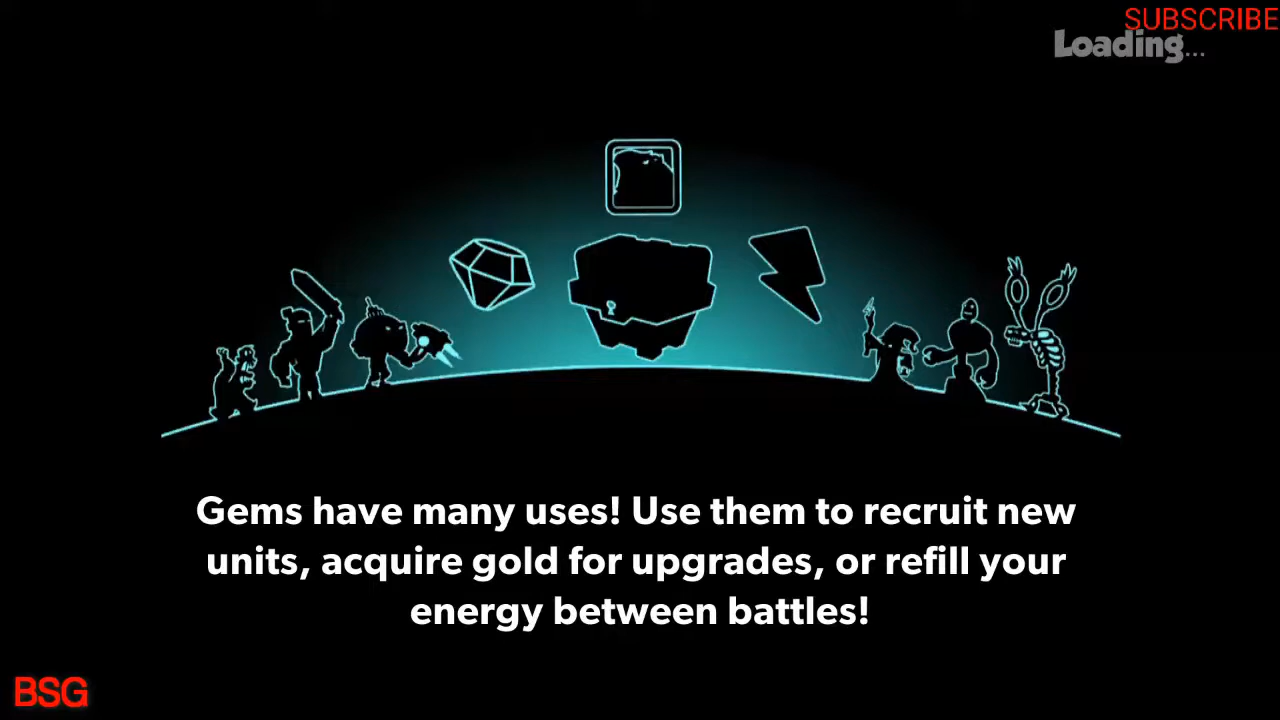 SUBSCRIBE
Loading...
Gems have many uses! Use them to recruit new
units, acquire gold for upgrades, or refill your
energy between battles!
BSG